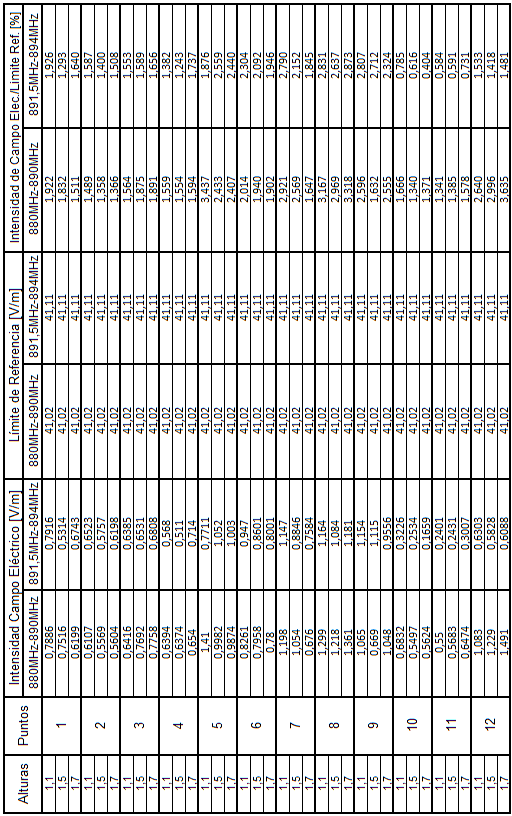 Alturas Puntos Intensidad Campo Eléctrico [V/m] Límite de Referencia [V/m] Intensidad de Campo Elec./Límite Ref. [%]
880MHz-890MHz 891,5MHz-894MHz 880MHz-890MHz 891,5MHz-894MHz 880MHz-890MHz 891,5MHz-894MHz
1,1 0,7886 0,7916 41,02 41,11 1,922 1,926
1,5 1 0,7516 0,5314 41,02 41,11 1,832 1,293
1,7 0,6199 0,6743 41,02 41,11 1,511 1,640
1,1 0,6107 0,6523 41,02 41,11 1,489 1,587
1,5 2 0,5569 0,5757 41,02 41,11 1,358 1,400
1,7 0,5604 0,6198 41,02 41,11 1,366 1,508
1,1 0,6416 0,6385 41,02 41,11 1,564 1,553
1,5 3 0,7692 0,6531 41,02 41,11 1,875 1,589
1,7 0,7758 0,6808 41,02 41,11 1,891 1,656
1,1 0,6394 0,568 41,02 41,11 1,559 1,382
1,5 4 0,6374 0,511 41,02 41,11 1,554 1,243
1,7 0,654 0,714 41,02 41,11 1,594 1,737
1,1 1,41 0,7711 41,02 41,11 3,437 1,876
1,5 5 0,9982 1,052 41,02 41,11 2,433 2,559
1,7 0,9874 1,003 41,02 41,11 2,407 2,440
1,1 0,8261 0,947 41,02 41,11 2,014 2,304
1,5 6 0,7958 0,8601 41,02 41,11 1,940 2,092
1,7 0,78 0,8001 41,02 41,11 1,902 1,946
1,1 1,198 1,147 41,02 41,11 2,921 2,790
1,5 7 1,054 0,8846 41,02 41,11 2,569 2,152
1,7 0,676 0,7584 41,02 41,11 1,647 1,845
1,1 1,299 1,164 41,02 41,11 3,167 2,831
1,5 8 1,218 1,084 41,02 41,11 2,969 2,637
1,7 1,361 1,181 41,02 41,11 3,318 2,873
1,1 1,065 1,154 41,02 41,11 2,596 2,807
1,5 9 0,669 1,115 41,02 41,11 1,632 2,712
1,7 1,048 0,9556 41,02 41,11 2,555 2,324
1,1 0,6832 0,3226 41,02 41,11 1,666 0,785
1,5 10 0,5497 0,2534 41,02 41,11 1,340 0,616
1,7 0,5624 0,1659 41,02 41,11 1,371 0,404
1,1 0,55 0,2401 41,02 41,11 1,341 0,584
1,5 11 0,5683 0,2431 41,02 41,11 1,385 0,591
1,7 0,6474 0,3007 41,02 41,11 1,578 0,731
1,1 1,083 0,6303 41,02 41,11 2,640 1,533
1,5 12 1,229 0,5828 41,02 41,11 2,996 1,418
1,7 1,491 0,6088 41,02 41,11 3,635 1,481